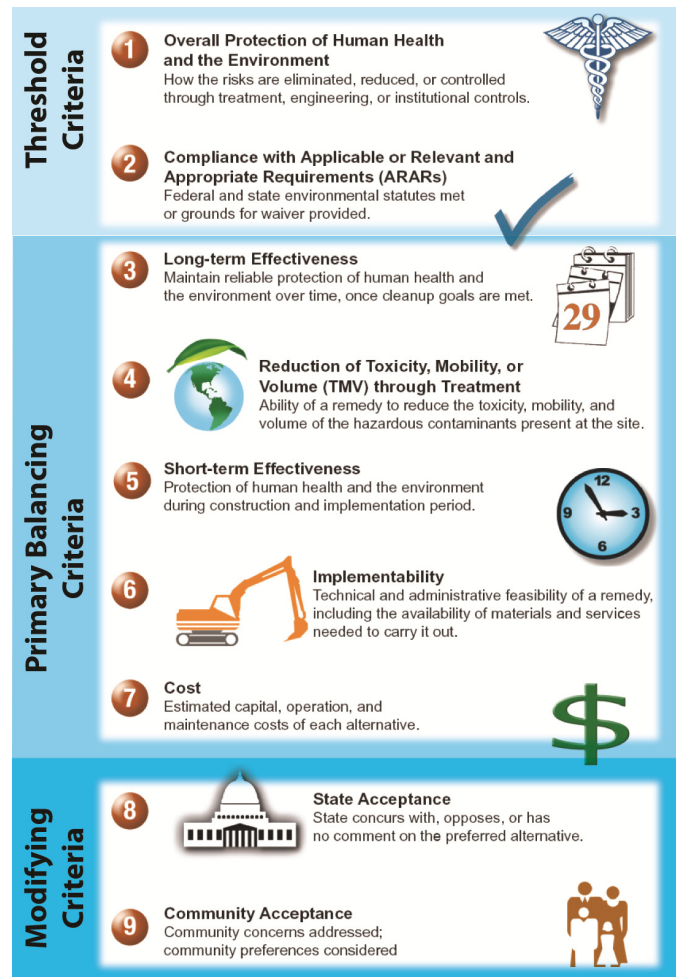 Threshold
Criteria
1
Overall Protection of Human Health
and the Environment
How the risks are eliminated, reduced, or controlled
through treatment, engineering, or institutional controls.
2
Compliance with Applicable or Relevant and
Appropriate Requirements (ARARs)
Federal and state environmental statutes met
or grounds for waiver provided.
Primary Balancing
Criteria
3
Long-term Effectiveness
Maintain reliable protection of human health and
the environment over time, once cleanup goals are met.
29
4
Reduction of Toxicity, Mobility, or
Volume (TMV) through Treatment
Ability of a remedy to reduce the toxicity, mobility, and
volume of the hazardous contaminants present at the site.
5
Short-term Effectiveness
Protection of human health and the environment
during construction and implementation period.
12
9 3
6
6
Implementability
Technical and administrative feasibility of a remedy,
including the availability of materials and services
needed to carry it out.
7
Cost
Estimated capital, operation, and
maintenance costs of each alternative.
$
Modifying
Criteria
8
State Acceptance
State concurs with, opposes, or has
no comment on the preferred alternative.
9
Community Acceptance
Community concerns addressed;
community preferences considered